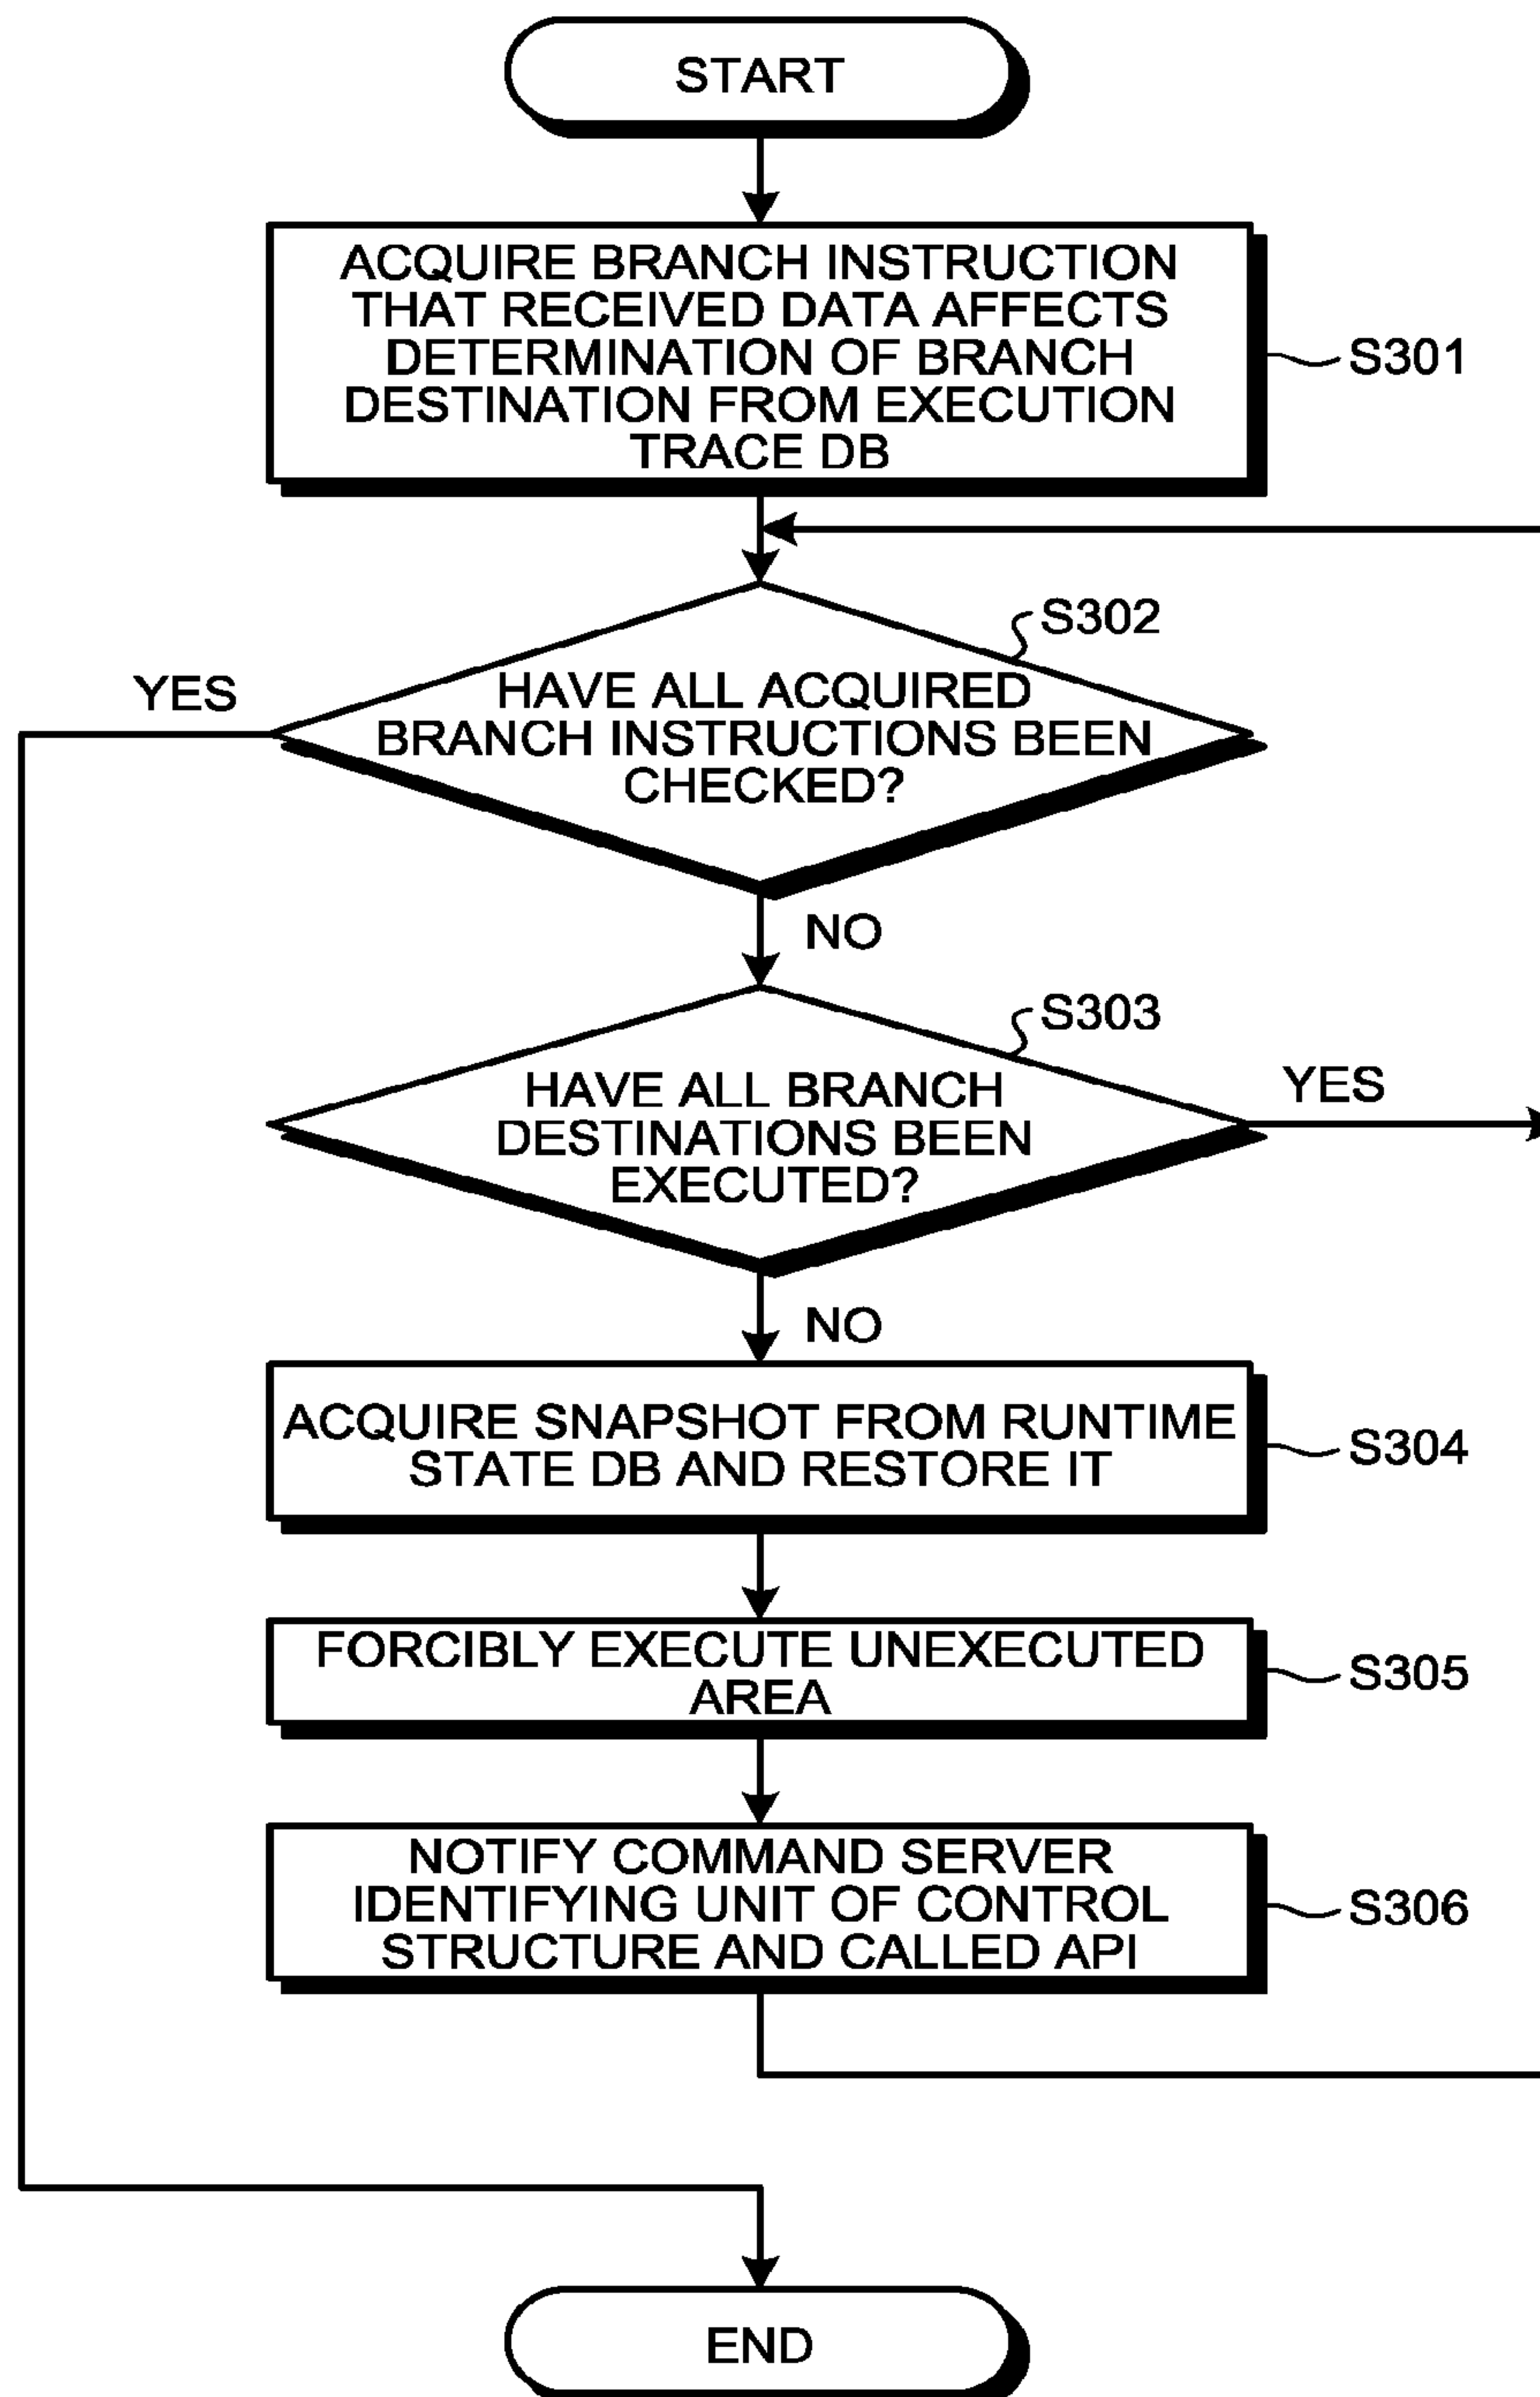 START
ACQUIRE BRANCH INSTRUCTION
THAT RECEIVED DATA AFFECTS
DETERMINATION OF BRANCH
DESTINATION FROM EXECUTION
TRACE DB
S301
S302
YES
HAVE ALL ACQUIRED
BRANCH INSTRUCTIONS BEEN
CHECKED?
NO
S303
YES
HAVE ALL BRANCH
DESTINATIONS BEEN
EXECUTED?
NO
ACQUIRE SNAPSHOT FROM RUNTIME
STATE DB AND RESTORE IT
S304
FORCIBLY EXECUTE UNEXECUTED
AREA
S305
NOTIFY COMMAND SERVER
IDENTIFYING UNIT OF CONTROL
STRUCTURE AND CALLED API
S306
END